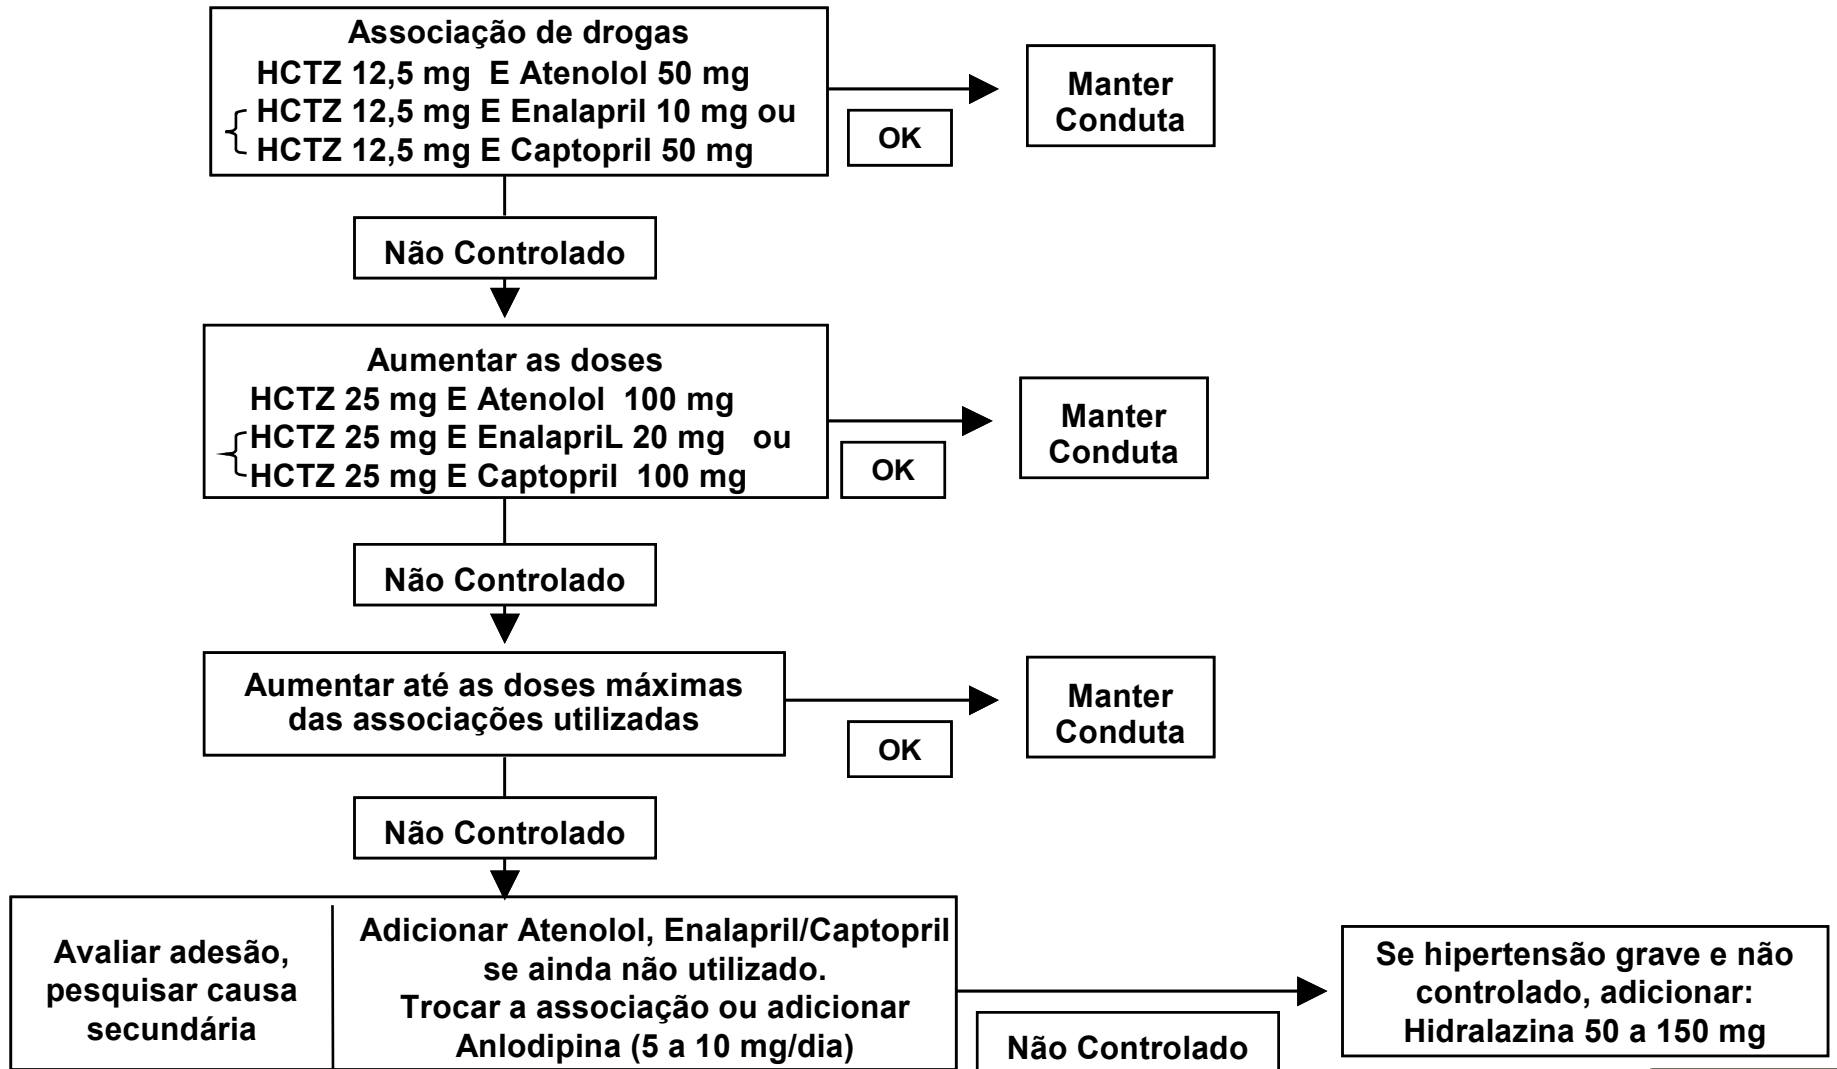 Associação de drogas
HCTZ 12,5 mg E Atenolol 50 mg
HCTZ 12,5 mg E Enalapril 10 mg ou
HCTZ 12,5 mg E Captopril 50 mg
OK
Manter
Conduta
Não Controlado
Aumentar as doses
HCTZ 25 mg E Atenolol 100 mg
HCTZ 25 mg E EnalapriL 20 mg ou
HCTZ 25 mg E Captopril 100 mg
OK
Manter
Conduta
Não Controlado
Aumentar até as doses máximas
das associações utilizadas
OK
Manter
Conduta
Não Controlado
Avaliar adesão,
pesquisar causa
secundária
Adicionar Atenolol, Enalapril/Captopril
se ainda não utilizado.
Trocar a associação ou adicionar
Anlodipina (5 a 10 mg/dia)
Não Controlado
Se hipertensão grave e não
controlado, adicionar:
Hidralazina 50 a 150 mg